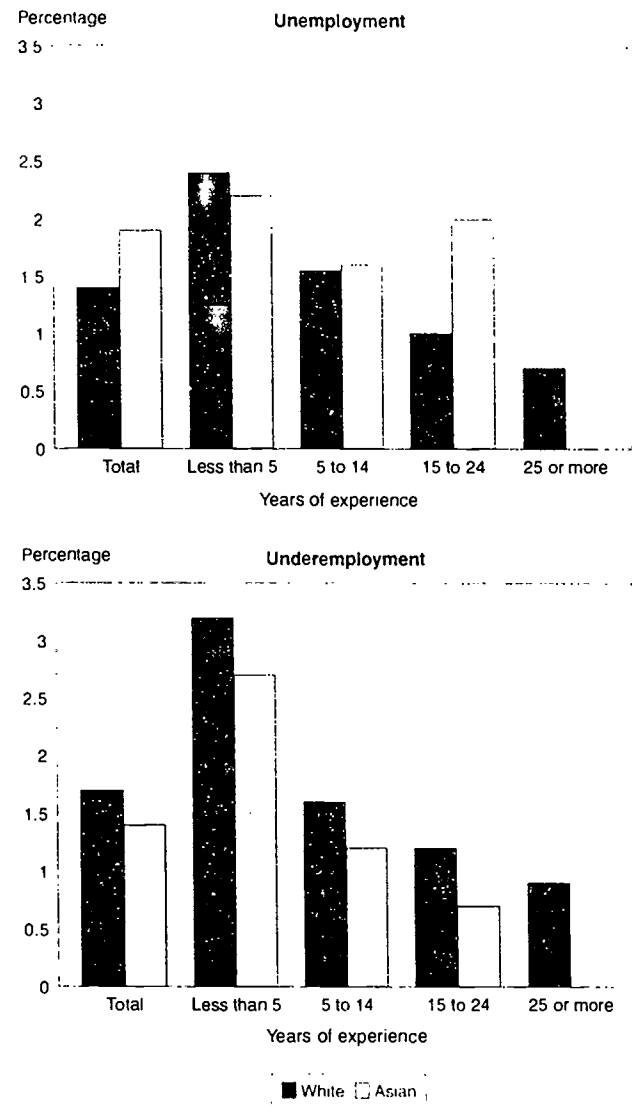 Percentage Unemployment
3 5
3
2.5
2
1 5
1
0.5
0
Total Less than 5 5 to 14 15 to 24 25 or more
Years of experience
Percentage Underemployment
3.5
3
2.5
2
1.5
1
0.5
0
Total Less than 5 5 to 14 15 to 24 25 or more
Years of experience
White Asian